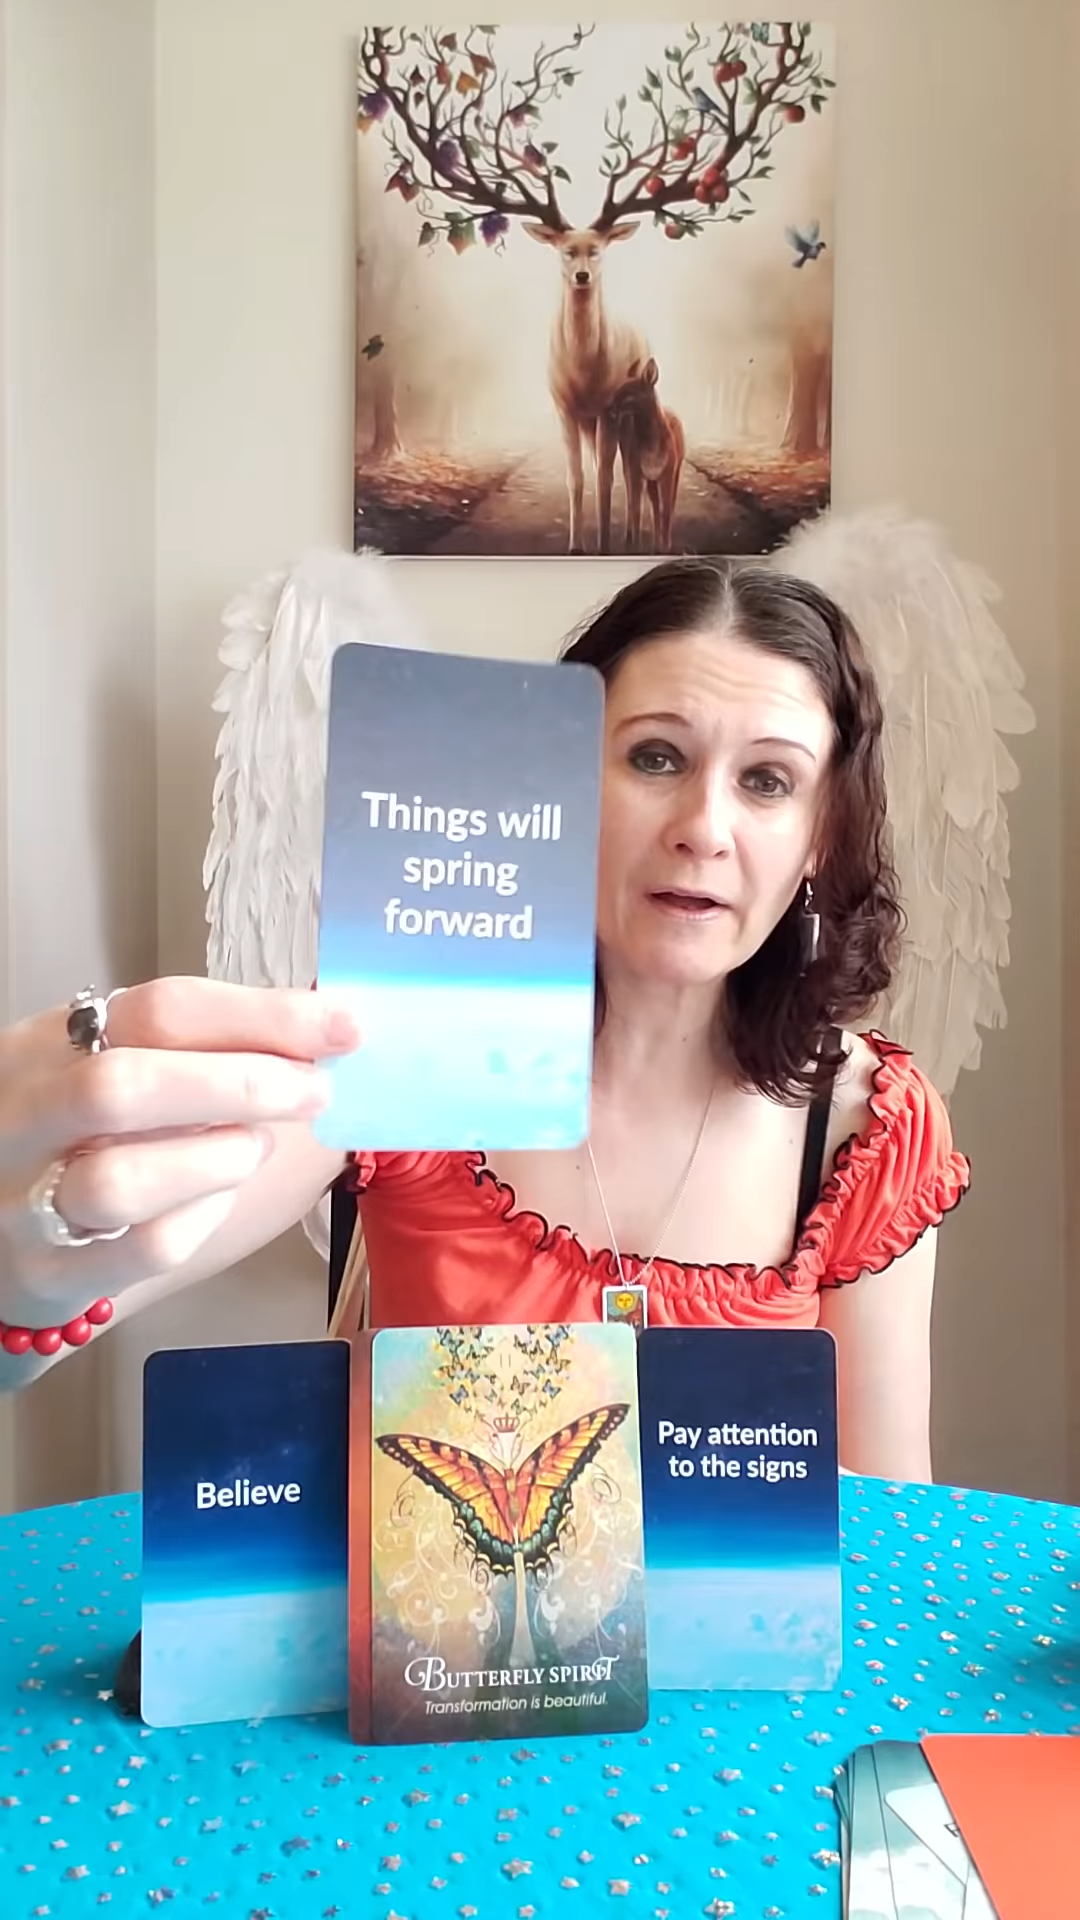 Things will
spring
forward
Believe
BUTTERFLY SPIRIT
Transformation is beautiful.
Pay attention
to the signs